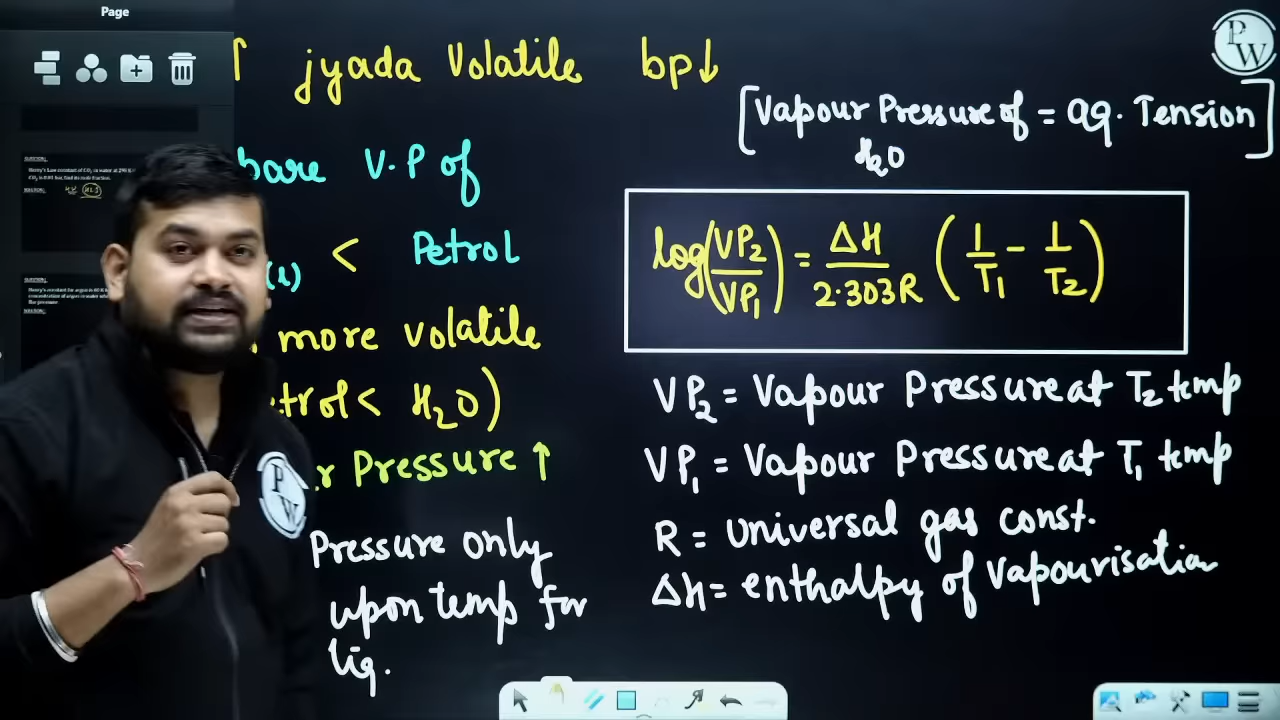 Page
jyada Volatile bp↓
[Vapour Pressure of = aq. Tension]
H₂O
V.P of
(l) < Petrol
more volatile
< H₂O)
Pressure ↑
Pressure only
upon temp for
liq.
log(VP₂/VP₁) = ΔH/2.303R (1/T₁ - 1/T₂)
VP₂ = Vapour Pressure at T₂ temp
VP₁ = Vapour Pressure at T₁ temp
R = Universal gas const.
ΔH = enthalpy of Vapourisation
PW
PW